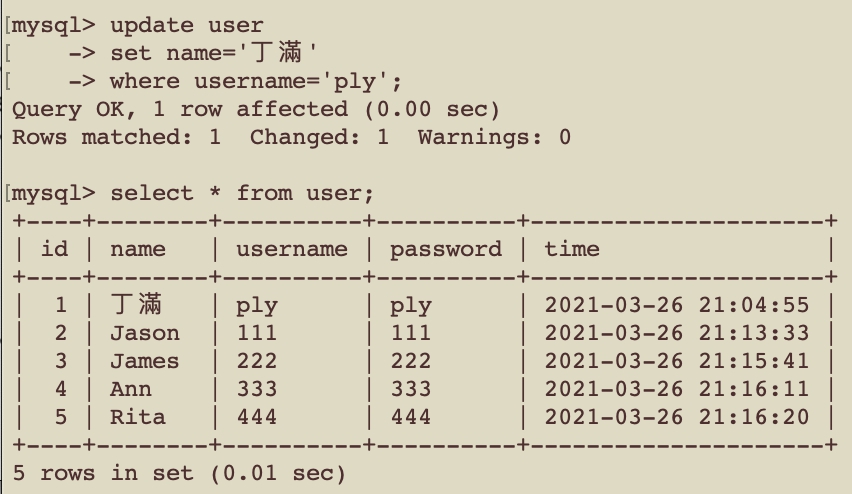 [mysql> update user
[    -> set name='丁滿'
[    -> where username='ply';
Query OK, 1 row affected (0.00 sec)
Rows matched: 1  Changed: 1  Warnings: 0

[mysql> select * from user;
+----+--------+----------+----------+---------------------+
| id | name   | username | password | time                |
+----+--------+----------+----------+---------------------+
|  1 | 丁滿   | ply      | ply      | 2021-03-26 21:04:55 |
|  2 | Jason  | 111      | 111      | 2021-03-26 21:13:33 |
|  3 | James  | 222      | 222      | 2021-03-26 21:15:41 |
|  4 | Ann    | 333      | 333      | 2021-03-26 21:16:11 |
|  5 | Rita   | 444      | 444      | 2021-03-26 21:16:20 |
+----+--------+----------+----------+---------------------+
5 rows in set (0.01 sec)